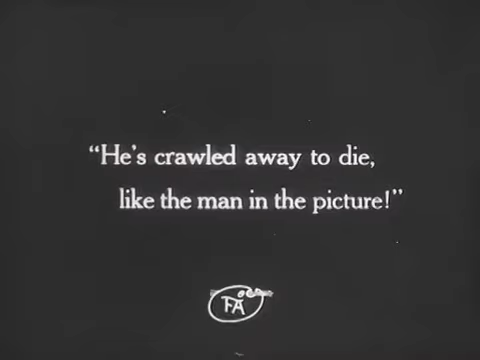 “He's crawled away to die,
like the man in the picture!”
FA